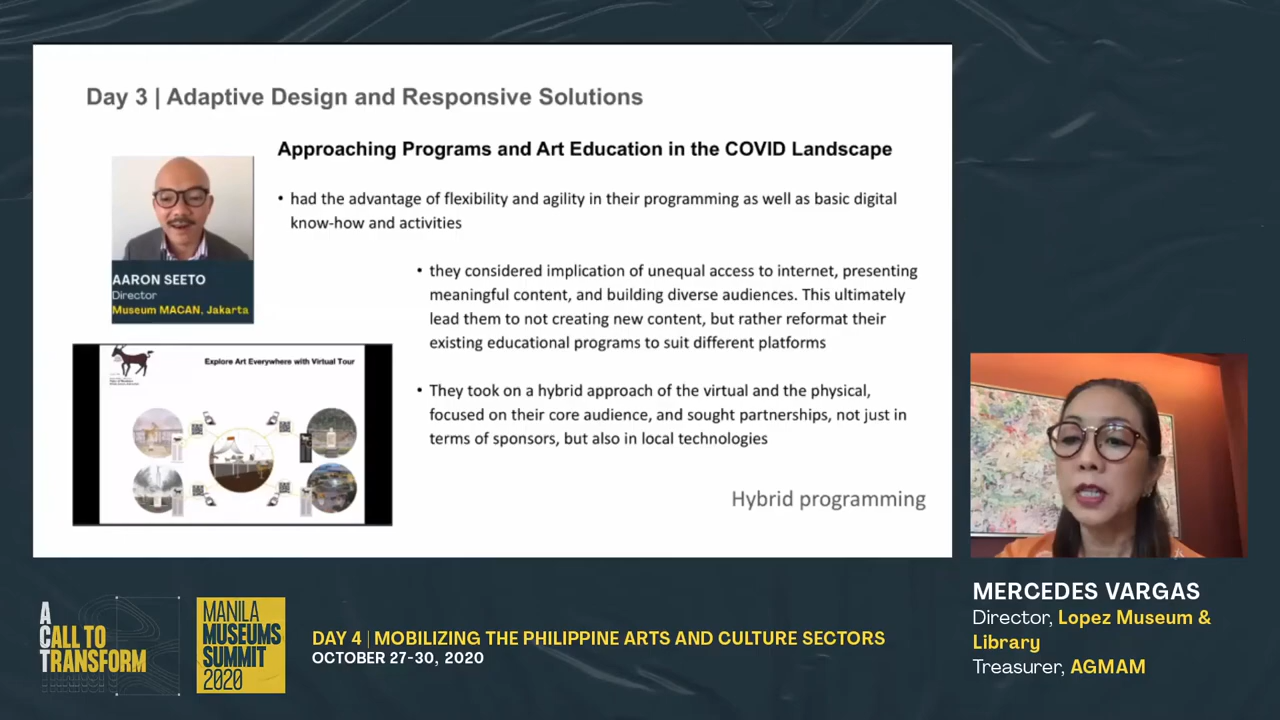 Day 3 | Adaptive Design and Responsive Solutions
Approaching Programs and Art Education in the COVID Landscape
• had the advantage of flexibility and agility in their programming as well as basic digital
know-how and activities
AARON SEETO
Director
Museum MACAN, Jakarta
• they considered implication of unequal access to internet, presenting
meaningful content, and building diverse audiences. This ultimately
lead them to not creating new content, but rather reformat their
existing educational programs to suit different platforms
Explore Art Everywhere with Virtual Tour
• They took on a hybrid approach of the virtual and the physical,
focused on their core audience, and sought partnerships, not just in
terms of sponsors, but also in local technologies
Hybrid programming
MERCEDES VARGAS
Director, Lopez Museum &
Library
Treasurer, AGMAM
A
CALL TO
TRANSFORM
MANILA
MUSEUMS
SUMMIT
2020
DAY 4 | MOBILIZING THE PHILIPPINE ARTS AND CULTURE SECTORS
OCTOBER 27-30, 2020